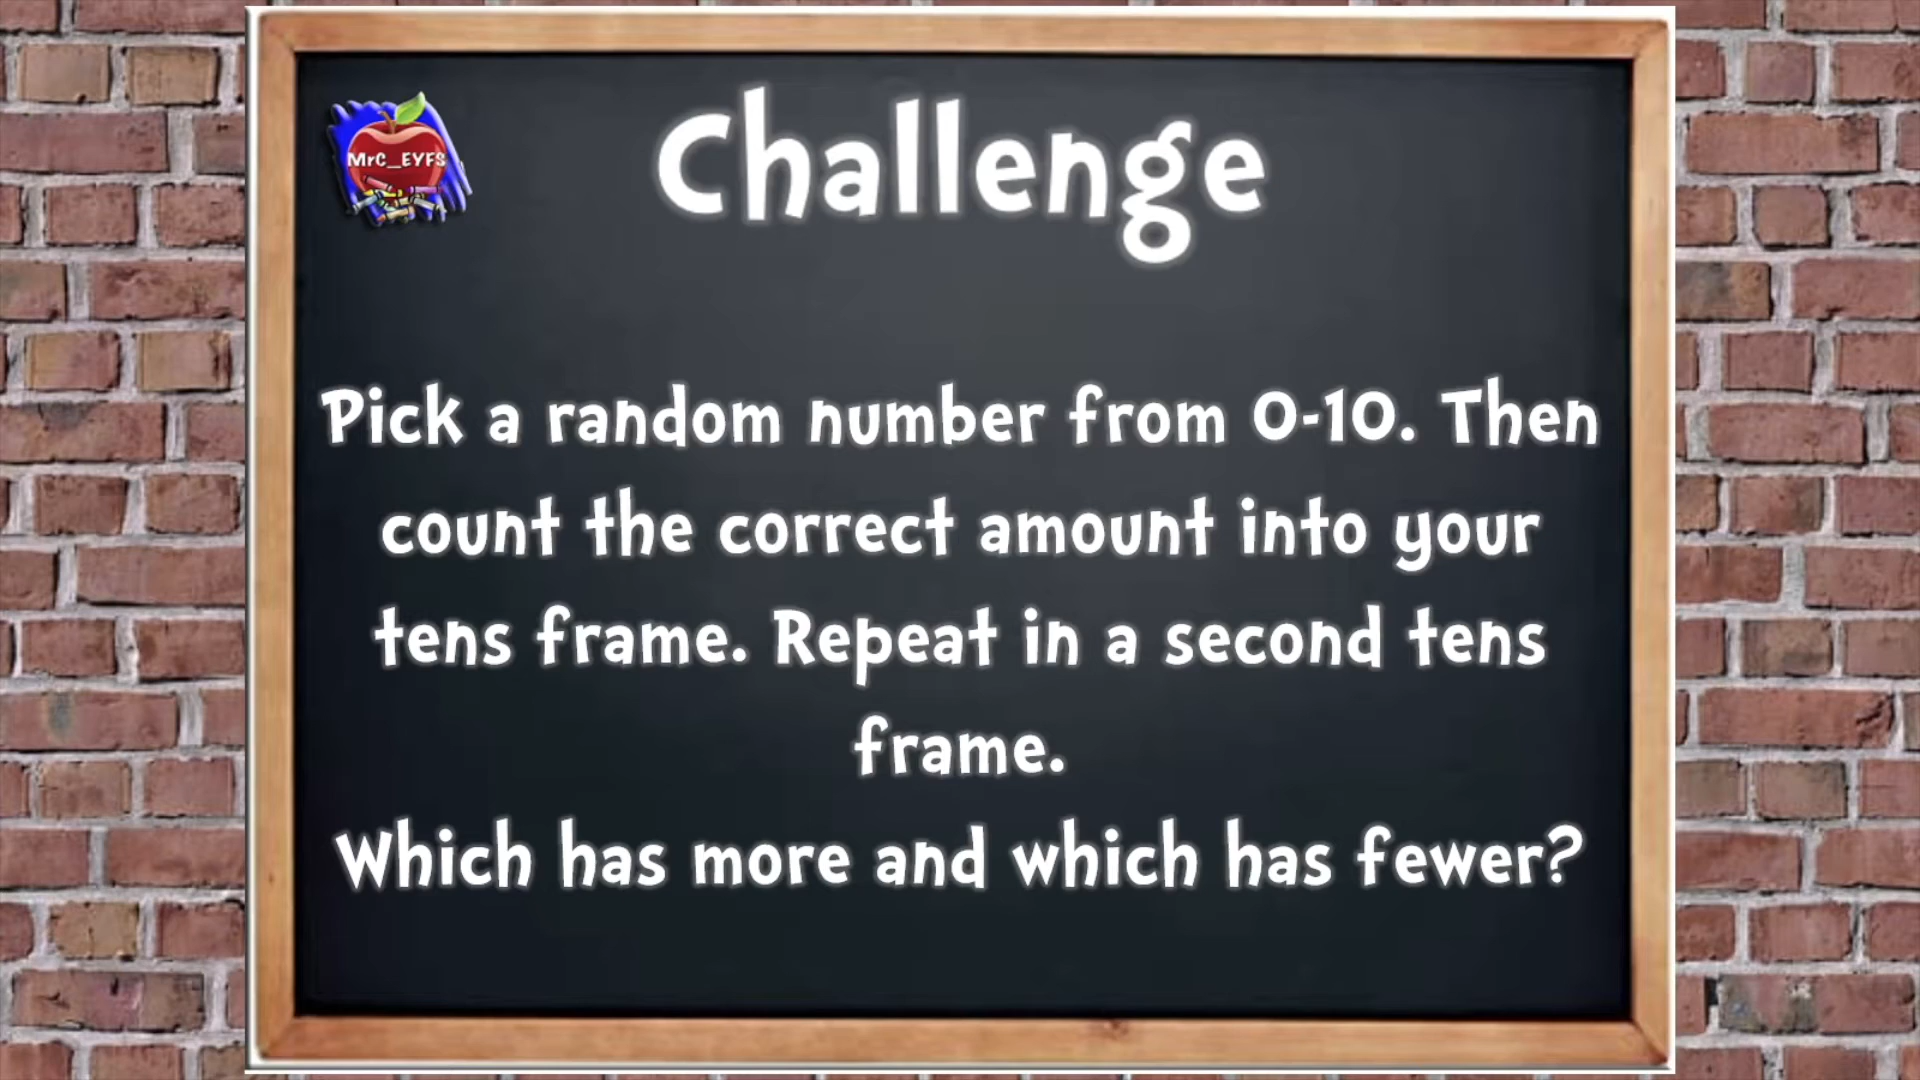 MrC_EYFS
Challenge
Pick a random number from 0-10. Then
count the correct amount into your
tens frame. Repeat in a second tens
frame.
Which has more and which has fewer?